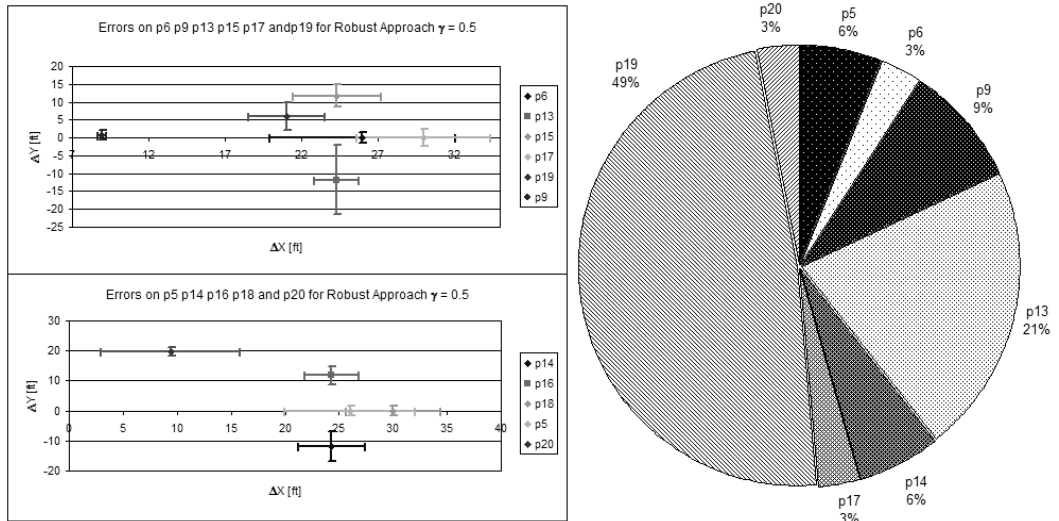 Errors on p6 p9 p13 p15 p17 andp19 for Robust Approach γ = 0.5
20
15
10
5
0
-5
-10
-15
-20
-25
7
12
17
22
27
32
ΔY [ft]
ΔX [ft]
p6
p13
p15
p17
p19
p9
Errors on p5 p14 p16 p18 and p20 for Robust Approach γ = 0.5
30
20
10
0
-10
-20
0
5
10
15
20
25
30
35
40
ΔY [ft]
ΔX [ft]
p14
p16
p18
p5
p20
p20
3%
p5
6%
p6
3%
p9
9%
p13
21%
p14
6%
p17
3%
p19
49%